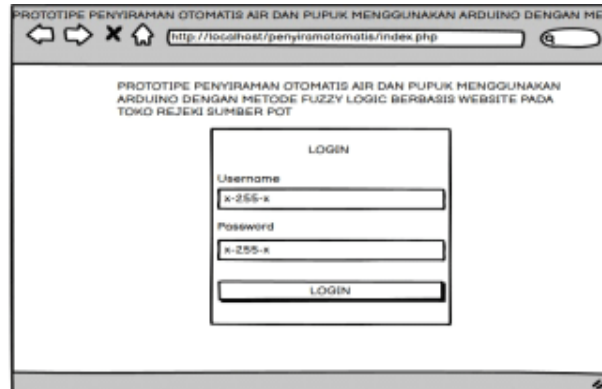 PROTOTIPE PENYIRAMAN OTOMATIS AIR DAN PUPUK MENGGUNAKAN ARDUINO DENGAN ME
http://localhost/penyiramotomatis/index.php
PROTOTIPE PENYIRAMAN OTOMATIS AIR DAN PUPUK MENGGUNAKAN
ARDUINO DENGAN METODE FUZZY LOGIC BERBASIS WEBSITE PADA
TOKO REJEKI SUMBER POT
LOGIN
Username
x-255-x
Password
x-255-x
LOGIN